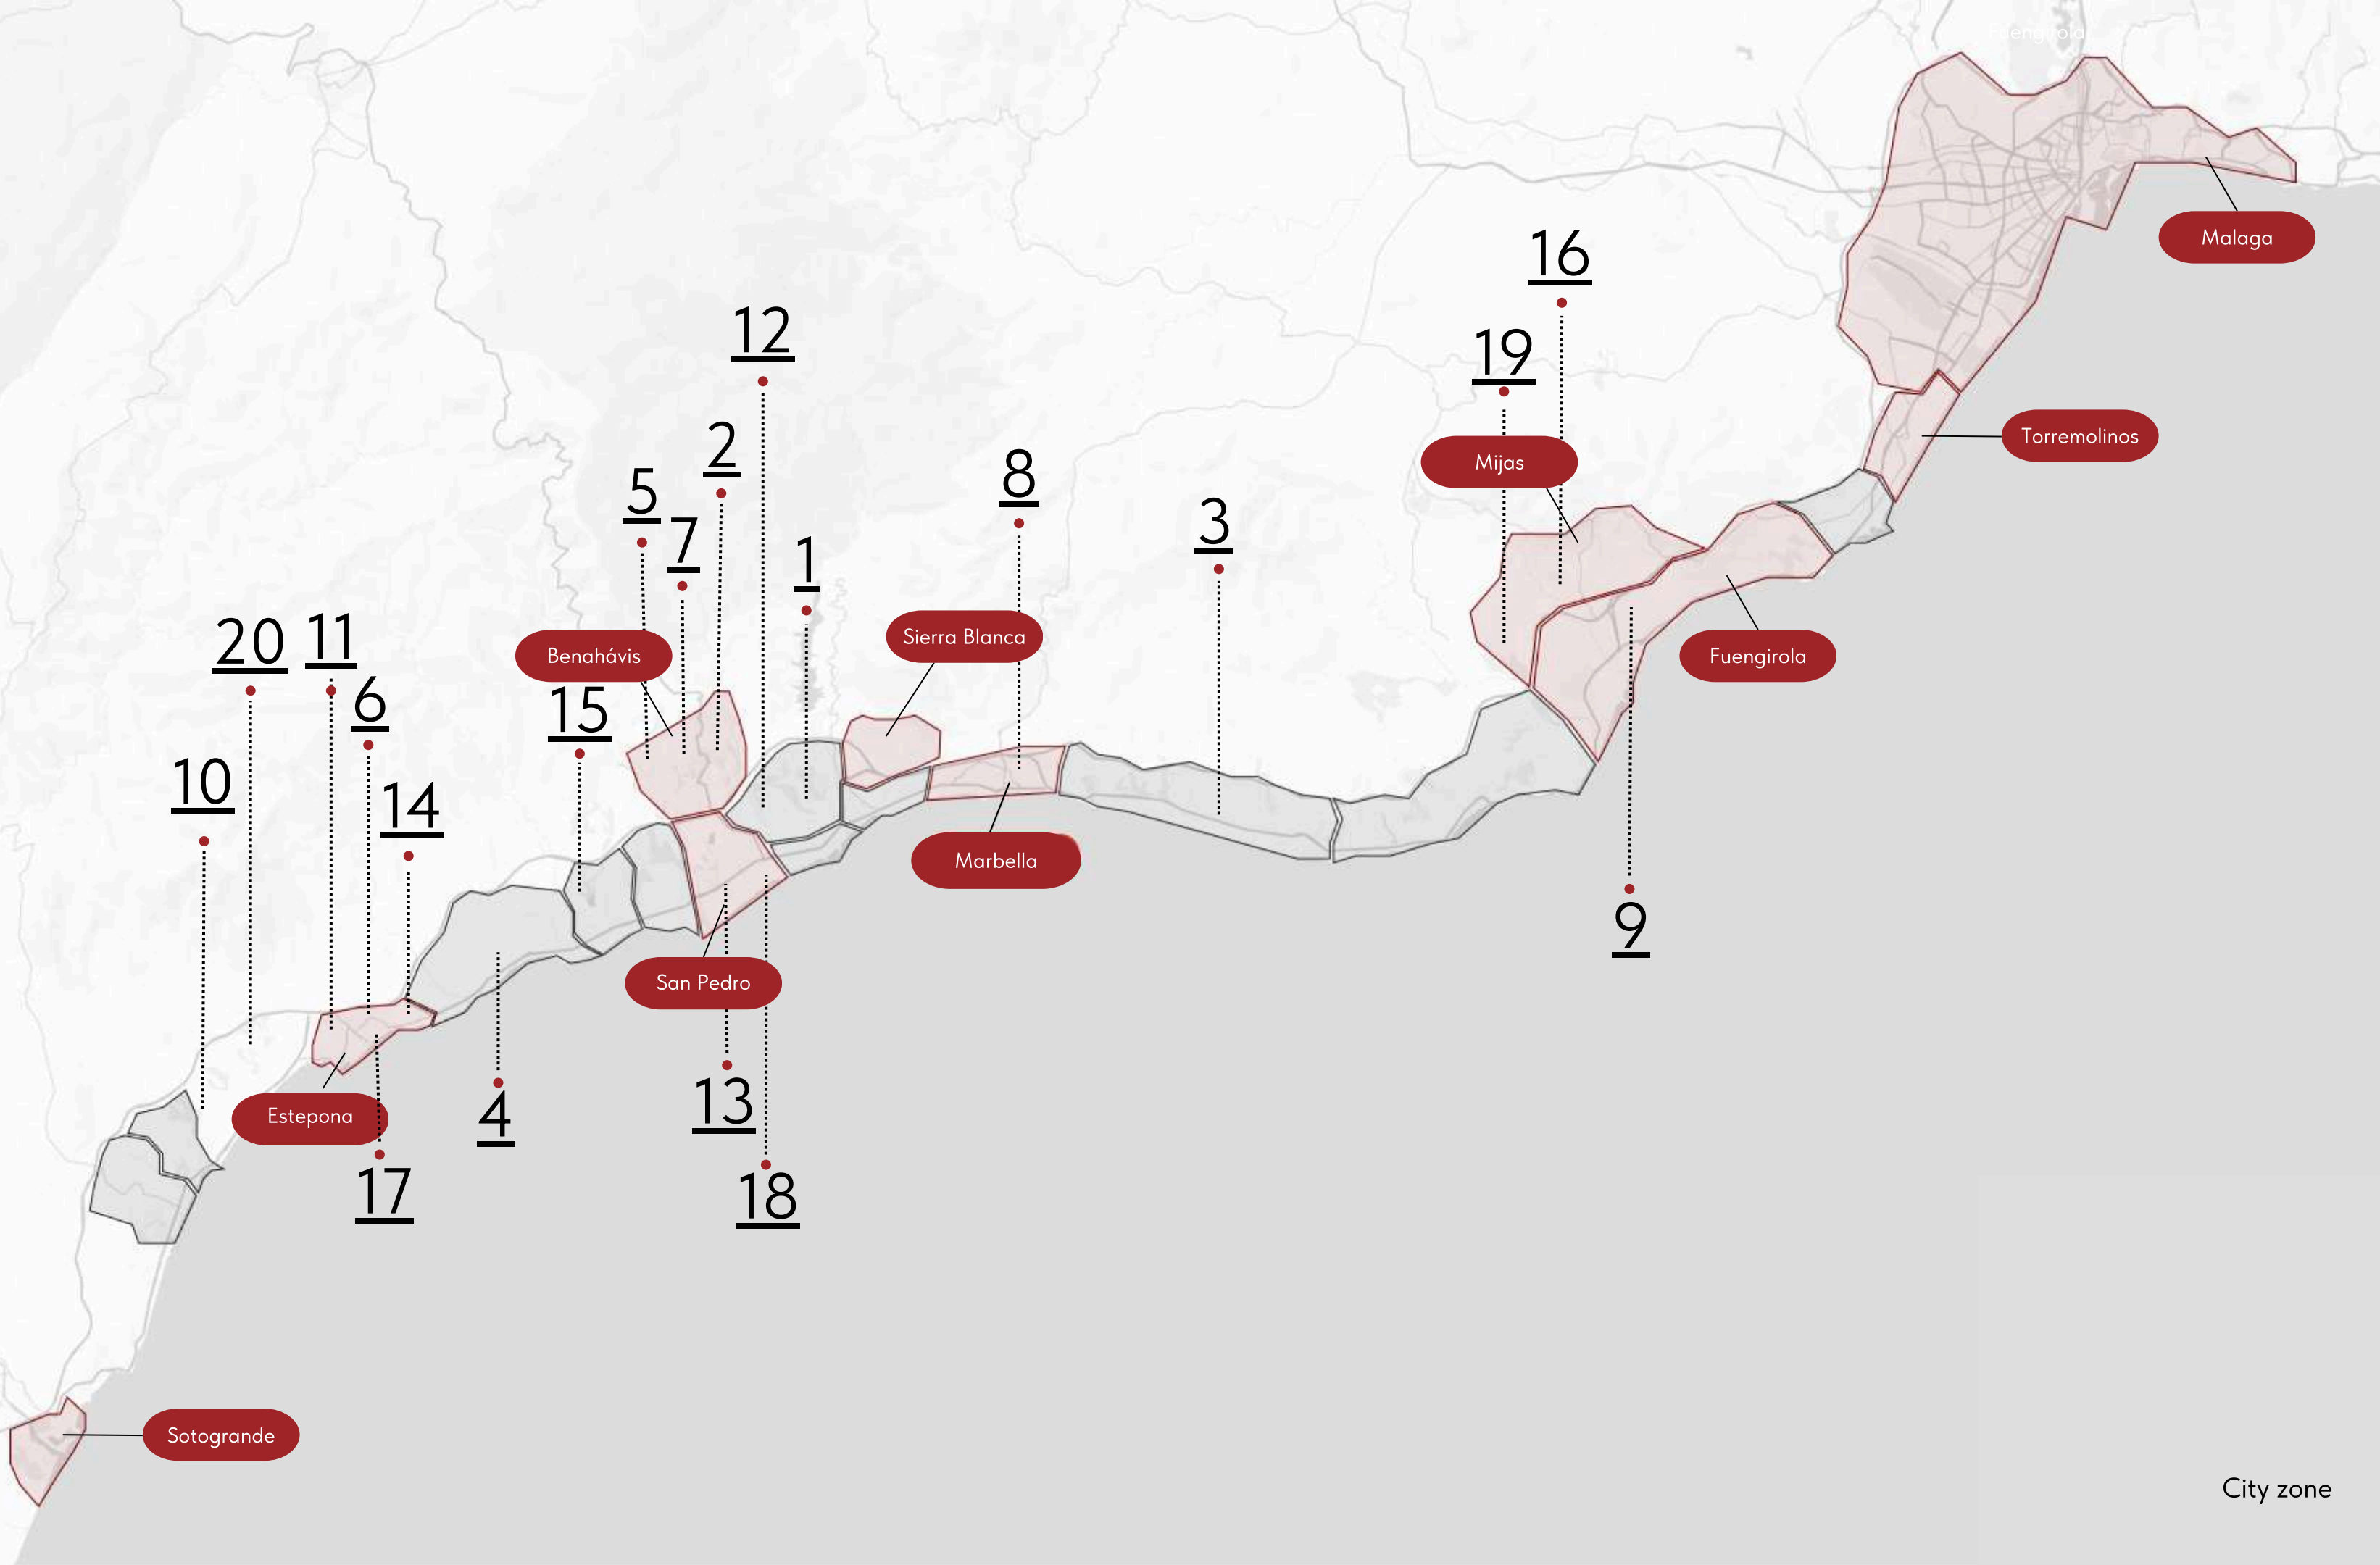 Fuengirola
Malaga
16
12
19
Torremolinos
2
Mijas
8
5
3
7
1
20
11
Sierra Blanca
Benahávis
Fuengirola
6
15
10
14
Marbella
9
San Pedro
Estepona
4
13
17
18
Sotogrande
City zone